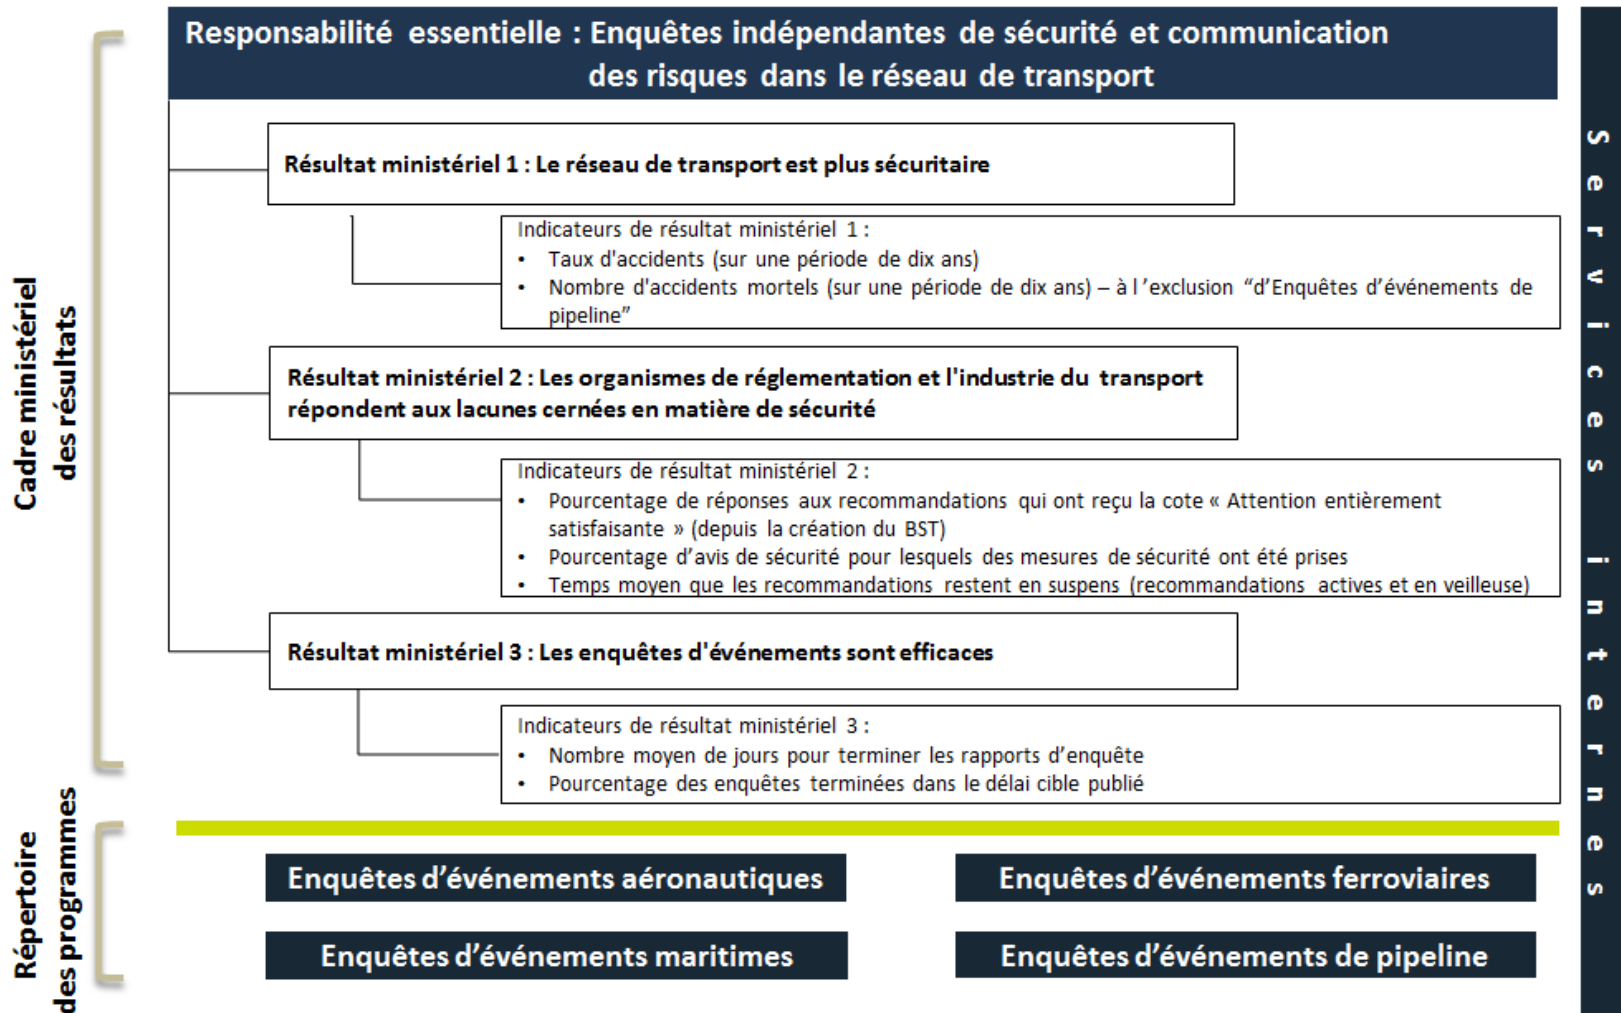 Responsabilité essentielle : Enquêtes indépendantes de sécurité et communication
des risques dans le réseau de transport
Cadre ministériel
des résultats
Résultat ministériel 1 : Le réseau de transport est plus sécuritaire
Indicateurs de résultat ministériel 1 :
• Taux d'accidents (sur une période de dix ans)
• Nombre d'accidents mortels (sur une période de dix ans) – à l 'exclusion “d'Enquêtes d'événements de
pipeline”
Résultat ministériel 2 : Les organismes de réglementation et l'industrie du transport
répondent aux lacunes cernées en matière de sécurité
Indicateurs de résultat ministériel 2 :
• Pourcentage de réponses aux recommandations qui ont reçu la cote « Attention entièrement
satisfaisante » (depuis la création du BST)
• Pourcentage d’avis de sécurité pour lesquels des mesures de sécurité ont été prises
• Temps moyen que les recommandations restent en suspens (recommandations actives et en veilleuse)
Résultat ministériel 3 : Les enquêtes d'événements sont efficaces
Indicateurs de résultat ministériel 3 :
• Nombre moyen de jours pour terminer les rapports d’enquête
• Pourcentage des enquêtes terminées dans le délai cible publié
Répertoire
des programmes
Enquêtes d’événements aéronautiques
Enquêtes d’événements ferroviaires
Enquêtes d’événements maritimes
Enquêtes d’événements de pipeline
Services internes